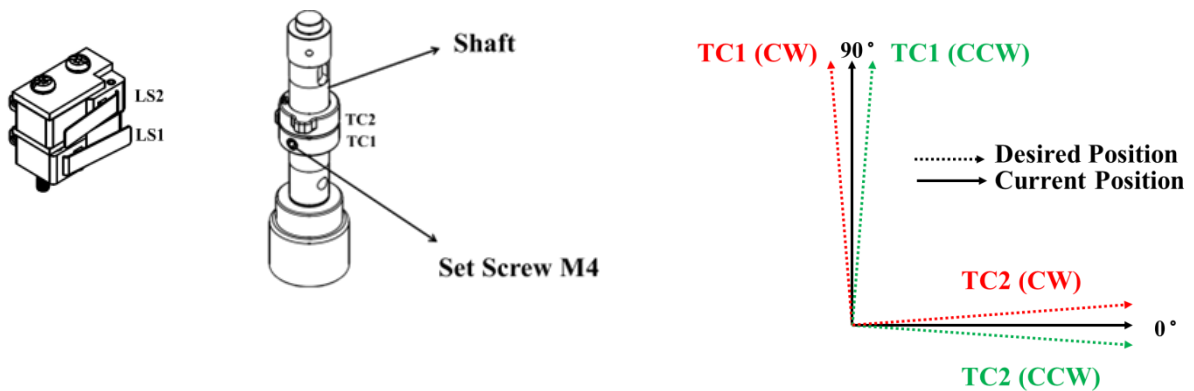 LS2
LS1
Shaft
TC2
TC1
Set Screw M4
TC1 (CW)
90°
TC1 (CCW)
Desired Position
Current Position
TC2 (CW)
0°
TC2 (CCW)